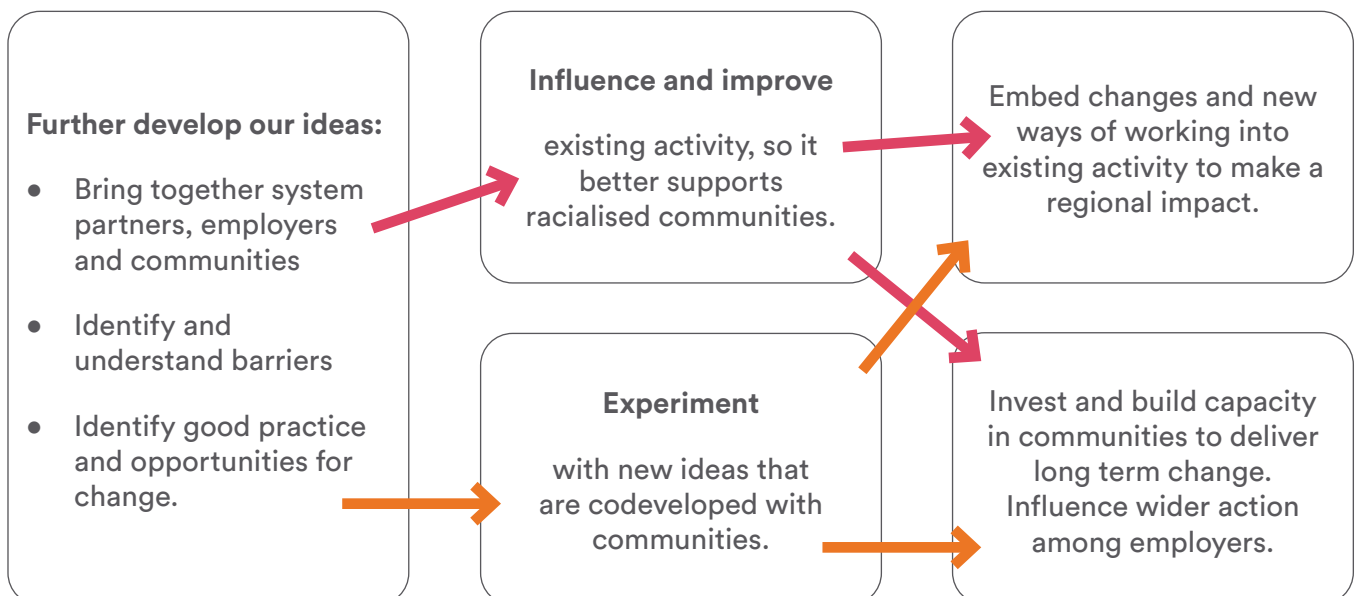 Further develop our ideas:
● Bring together system
partners, employers
and communities
● Identify and
understand barriers
● Identify good practice
and opportunities for
change.
Influence and improve
existing activity, so it
better supports
racialised communities.
Experiment
with new ideas that
are codeveloped with
communities.
Embed changes and new
ways of working into
existing activity to make a
regional impact.
Invest and build capacity
in communities to deliver
long term change.
Influence wider action
among employers.